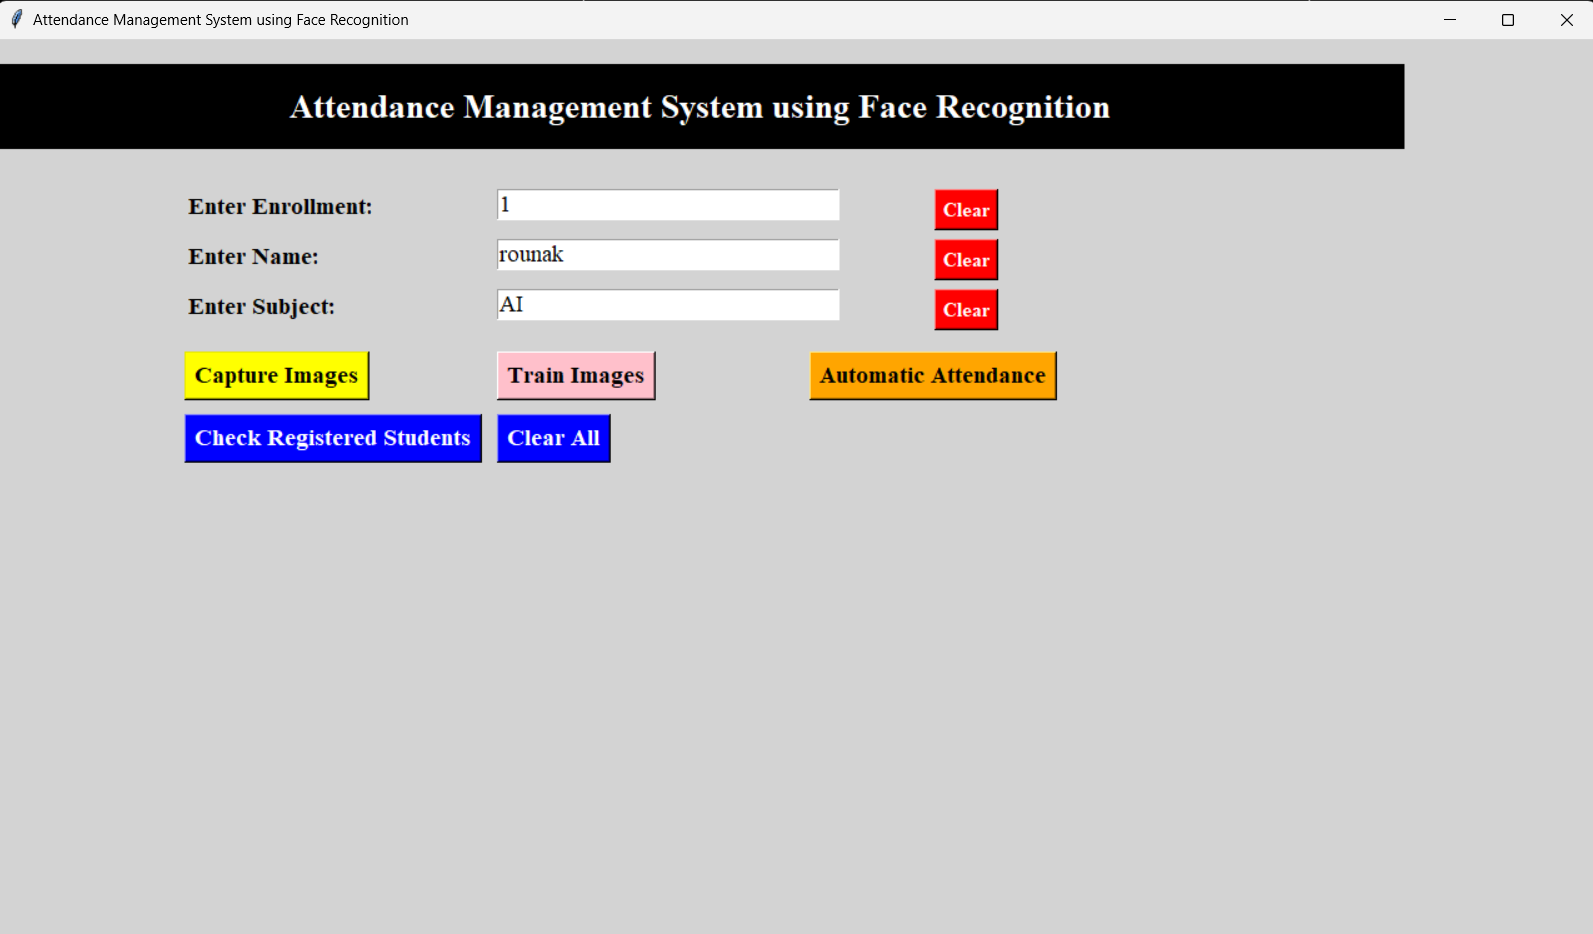 Attendance Management System using Face Recognition
Attendance Management System using Face Recognition
Enter Enrollment: 1 Clear
Enter Name: rounak Clear
Enter Subject: AI Clear
Capture Images Train Images Automatic Attendance
Check Registered Students Clear All